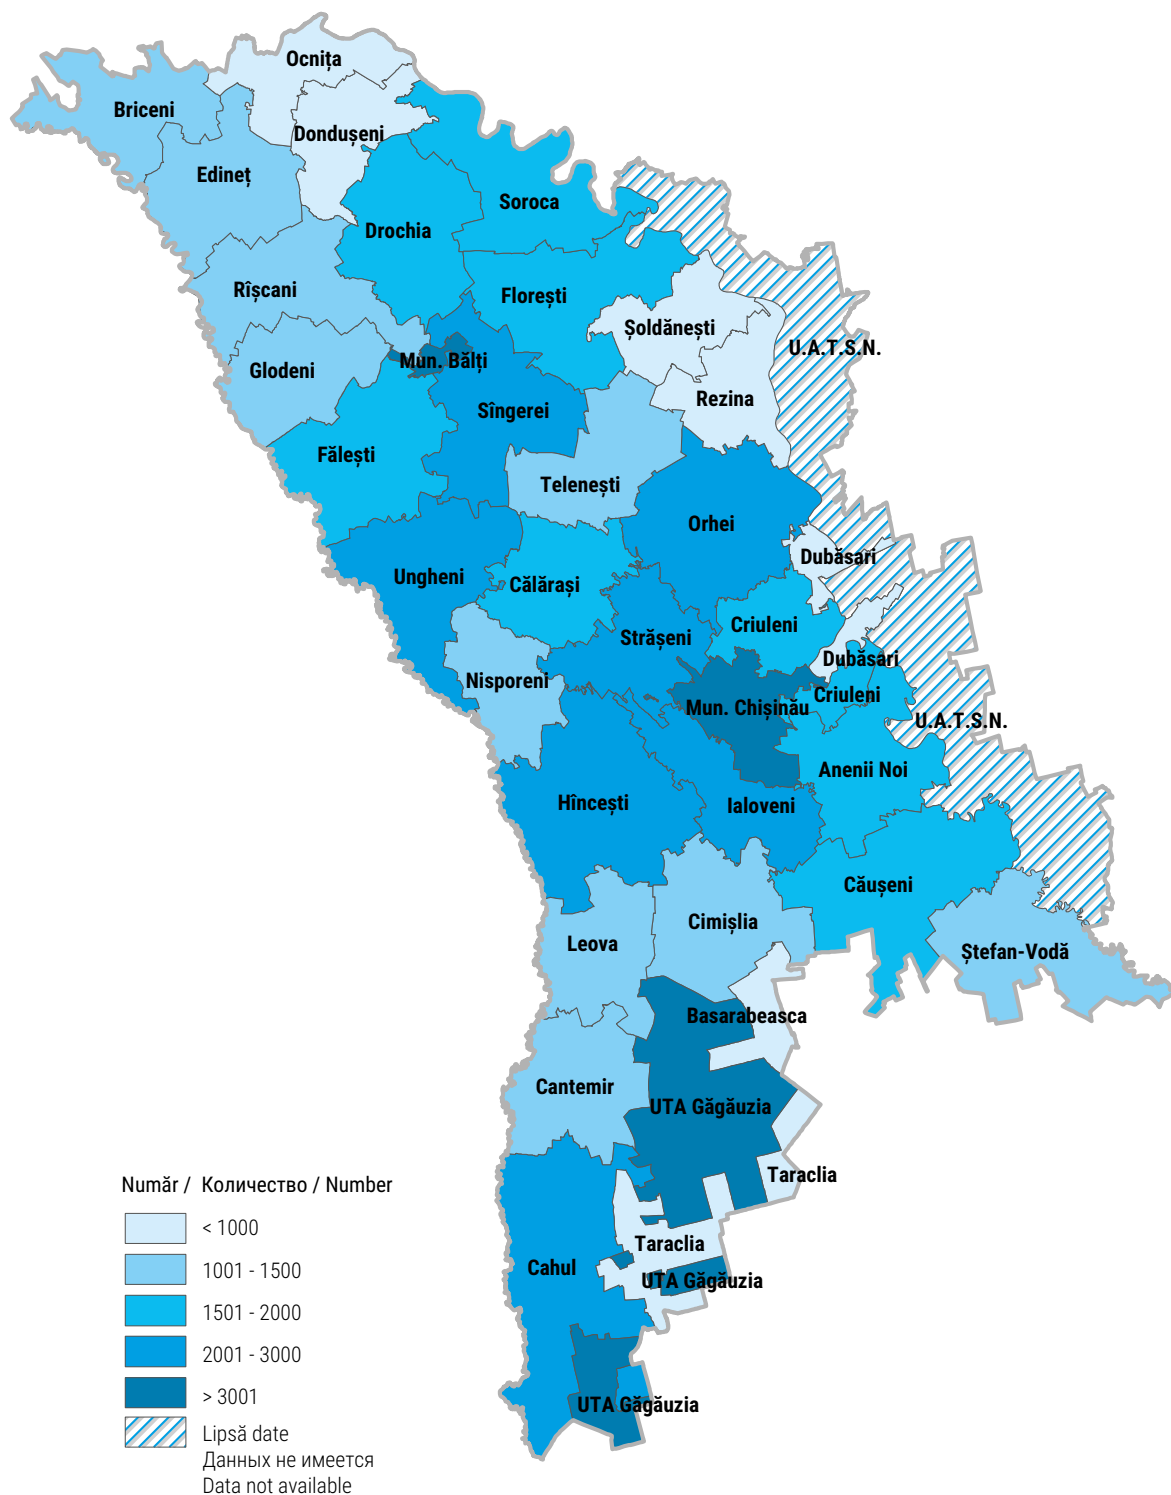 Ocnița
Briceni
Dondușeni
Edineț
Soroca
Drochia
Rîșcani
Florești
Șoldănești
U.A.T.S.N.
Mun. Bălți
Glodeni
Rezina
Sîngerei
Fălești
Telenești
Orhei
Dubăsari
Ungheni
Călărași
Criuleni
Strășeni
Dubăsari
Nisporeni
Criuleni
Mun. Chișinău
U.A.T.S.N.
Anenii Noi
Hîncești
Ialoveni
Căușeni
Cimișlia
Leova
Ștefan-Vodă
Basarabeasca
Cantemir
UTA Găgăuzia
Taraclia
Taraclia
Cahul
UTA Găgăuzia
UTA Găgăuzia
Număr / Количество / Number
< 1000
1001 - 1500
1501 - 2000
2001 - 3000
> 3001
Lipsă date
Данных не имеется
Data not available